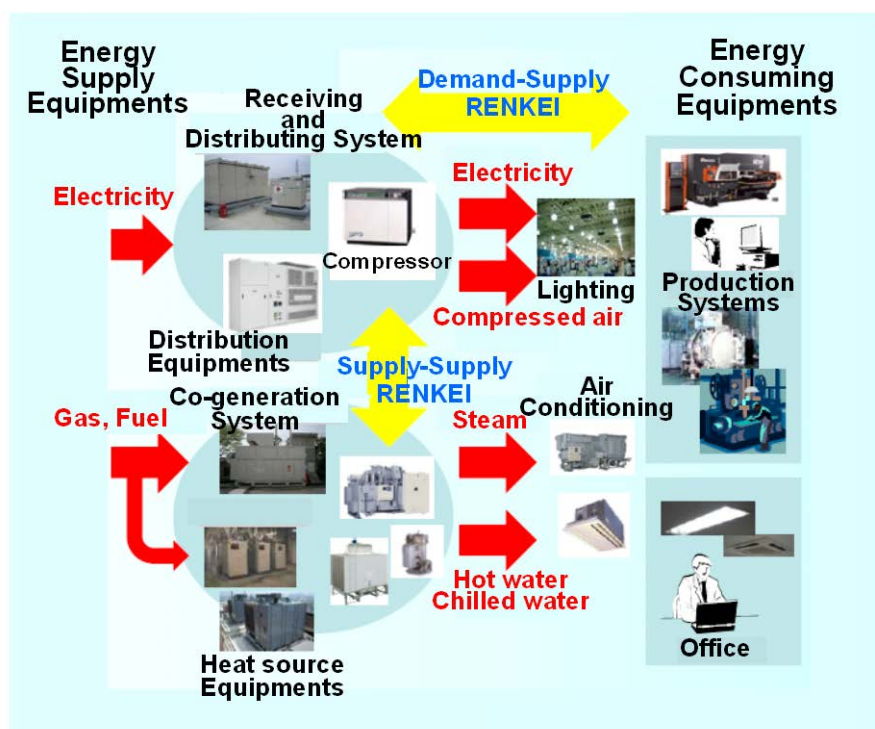 Energy
Supply
Equipments
Receiving
and
Distributing System
Demand-Supply
RENKEI
Energy
Consuming
Equipments
Electricity
Electricity
Compressor
Lighting
Compressed air
Production
Systems
Distribution
Equipments
Supply-Supply
RENKEI
Co-generation
System
Gas, Fuel
Steam
Air
Conditioning
Hot water
Chilled water
Heat source
Equipments
Office